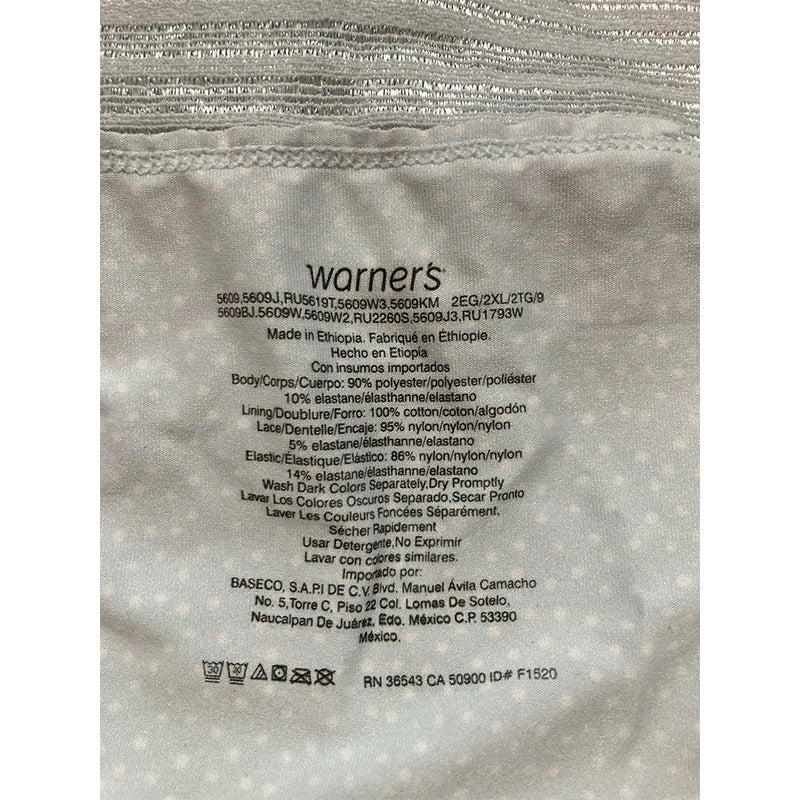 warner's
5609,5609J,RU5619T,5609W3,5609KM 2EG/2XL/2TG/9
5609BJ,5609W,5609W2,RU2260S,5609J3,RU1793W
Made in Ethiopia. Fabriqué en Éthiopie.
Hecho en Etiopía
Con insumos importados
Body/Corps/Cuerpo: 90% polyester/polyester/poliéster
10% elastane/élasthanne/elastano
Lining/Doublure/Forro: 100% cotton/coton/algodón
Lace/Dentelle/Encaje: 95% nylon/nylon/nylon
5% elastane/élasthanne/elastano
Elastic/Élastique/Elástico: 86% nylon/nylon/nylon
14% elastane/élasthanne/elastano
Wash Dark Colors Separately,Dry Promptly
Lavar Los Colores Oscuros Separado,Secar Pronto
Laver Les Couleurs Foncées Séparément,
Sécher Rapidement
Usar Detergente,No Exprimir
Lavar con colores similares.
Importado por:
BASECO, S.A.P.I DE C.V. Blvd. Manuel Ávila Camacho
No. 5,Torre C, Piso 22 Col. Lomas De Sotelo,
Naucalpan De Juárez, Edo. México C.P. 53390
México.
30 30 RN 36543 CA 50900 ID# F1520